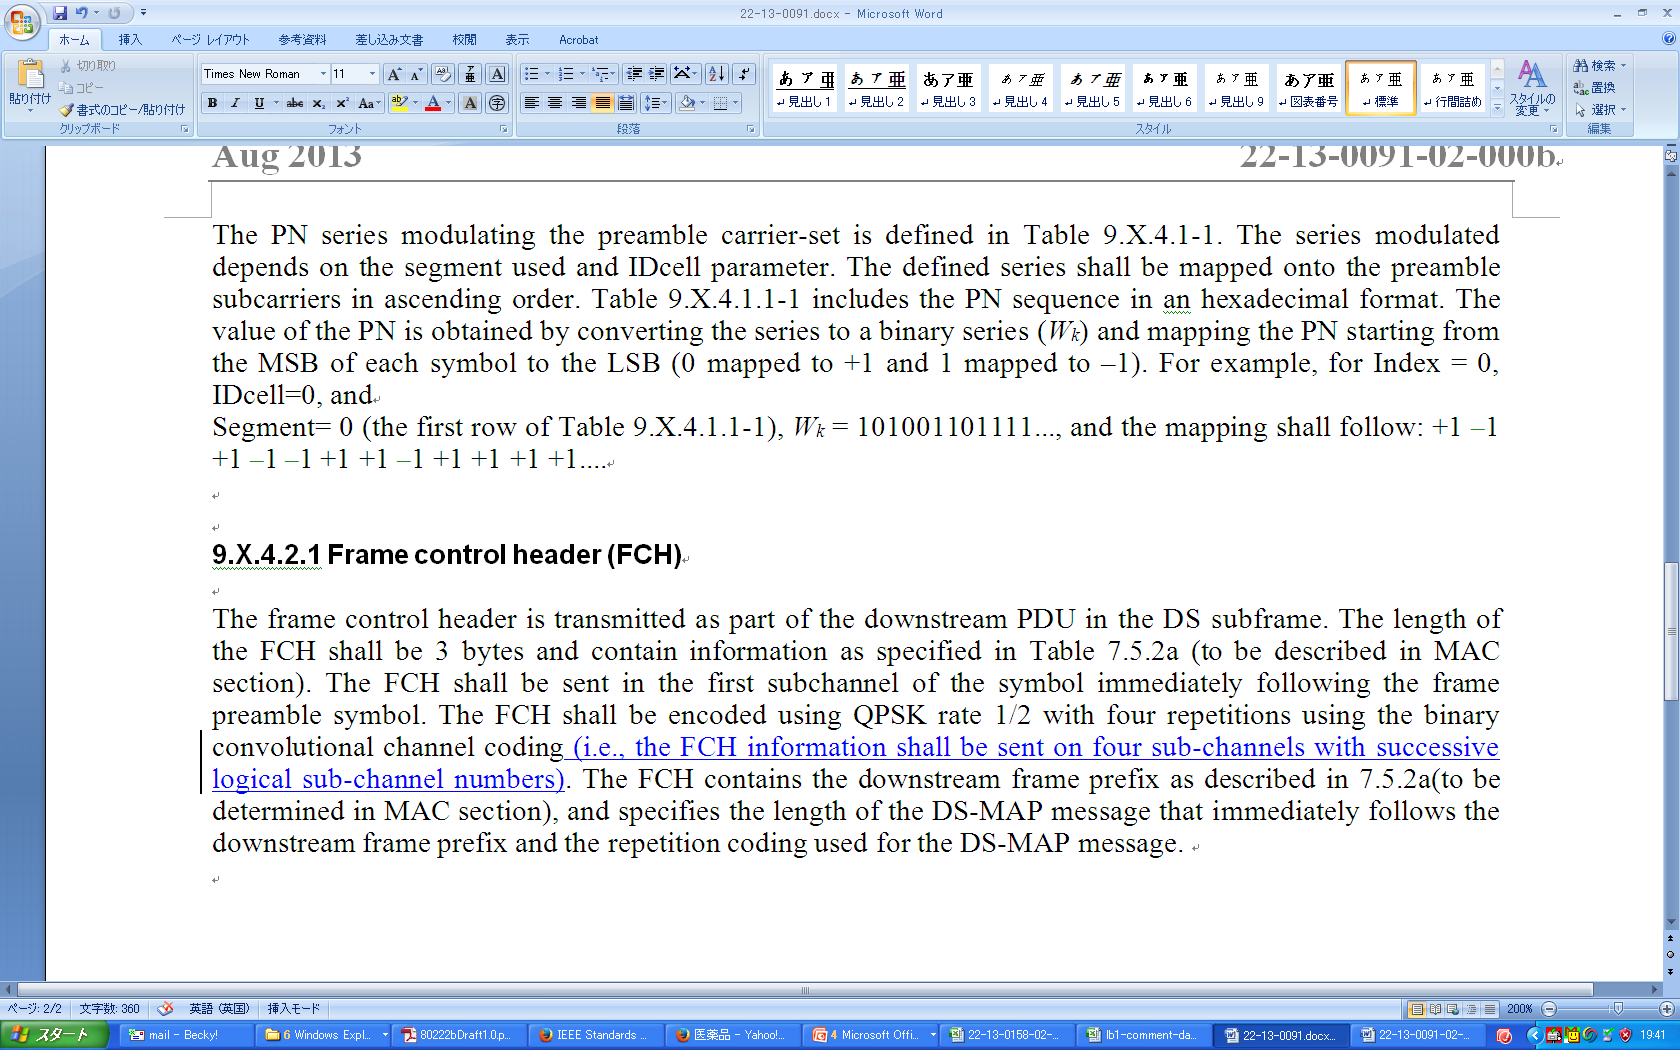 22-13-0091.docx - Microsoft Word
ホーム 挿入 ページ レイアウト 参考資料 差し込み文書 校閲 表示 Acrobat
貼り付け
切り取り
コピー
書式のコピー/貼り付け
クリップボード
Times New Roman 11
フォント
段落
見出し 1 見出し 2 見出し 3 見出し 4 見出し 5 見出し 6 見出し 9 図表番号 標準 行間詰め
スタイルの変更
スタイル
検索
置換
選択
編集
Aug 2013 22-13-0091-02-000b
The PN series modulating the preamble carrier-set is defined in Table 9.X.4.1-1. The series modulated
depends on the segment used and IDcell parameter. The defined series shall be mapped onto the preamble
subcarriers in ascending order. Table 9.X.4.1.1-1 includes the PN sequence in an hexadecimal format. The
value of the PN is obtained by converting the series to a binary series (Wk) and mapping the PN starting from
the MSB of each symbol to the LSB (0 mapped to +1 and 1 mapped to –1). For example, for Index = 0,
IDcell=0, and
Segment= 0 (the first row of Table 9.X.4.1.1-1), Wk = 101001101111..., and the mapping shall follow: +1 –1
+1 –1 –1 +1 +1 –1 +1 +1 +1 +1....
9.X.4.2.1 Frame control header (FCH)
The frame control header is transmitted as part of the downstream PDU in the DS subframe. The length of
the FCH shall be 3 bytes and contain information as specified in Table 7.5.2a (to be described in MAC
section). The FCH shall be sent in the first subchannel of the symbol immediately following the frame
preamble symbol. The FCH shall be encoded using QPSK rate 1/2 with four repetitions using the binary
convolutional channel coding (i.e., the FCH information shall be sent on four sub-channels with successive
logical sub-channel numbers). The FCH contains the downstream frame prefix as described in 7.5.2a(to be
determined in MAC section), and specifies the length of the DS-MAP message that immediately follows the
downstream frame prefix and the repetition coding used for the DS-MAP message.
ページ: 2/2 文字数: 360 英語 (英国) 挿入モード 200%
スタート mail - Becky! 6 Windows Expl... 80222bDraft1.0.p... IEEE Standards ... 医薬品 - Yahoo!... 4 Microsoft Offi... 22-13-0158-02-... lb1-comment-da... 22-13-0091.docx... 22-13-0091-02-... 19:41